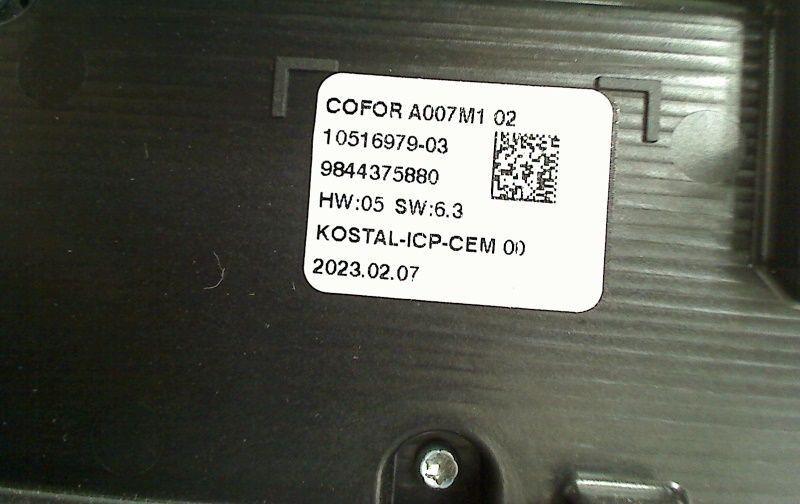 COFOR A007M1 02
10516979-03
9844375880
HW:05 SW:6.3
KOSTAL-ICP-CEM 00
2023.02.07